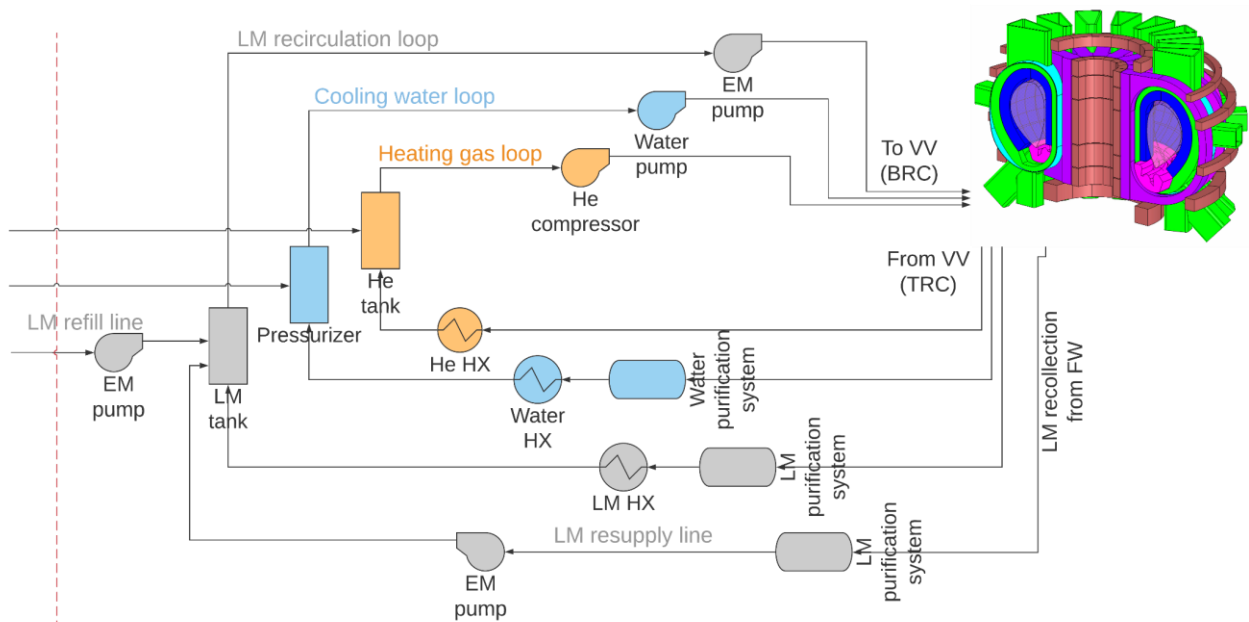 LM recirculation loop
EM
pump
Cooling water loop
Water
pump
Heating gas loop
He
compressor
To VV
(BRC)
From VV
(TRC)
He
tank
Pressurizer
LM refill line
EM
pump
LM
tank
He HX
Water
purification
system
Water
HX
LM recollection
from FW
LM
purification
system
LM HX
LM resupply line
EM
pump
LM
purification
system